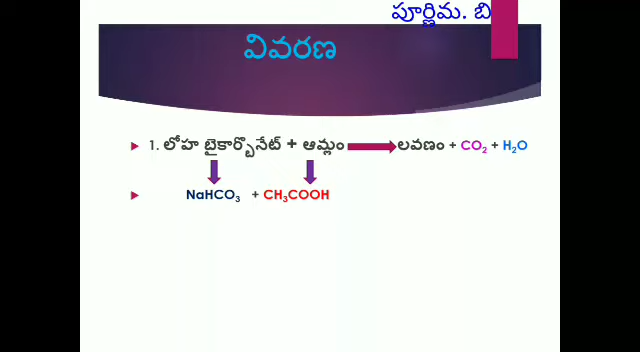 పూర్ణిమ. బి
వివరణ
1. లోహ బైకార్బొనేట్ + ఆమ్లం లవణం + CO₂ + H₂O
NaHCO₃ + CH₃COOH